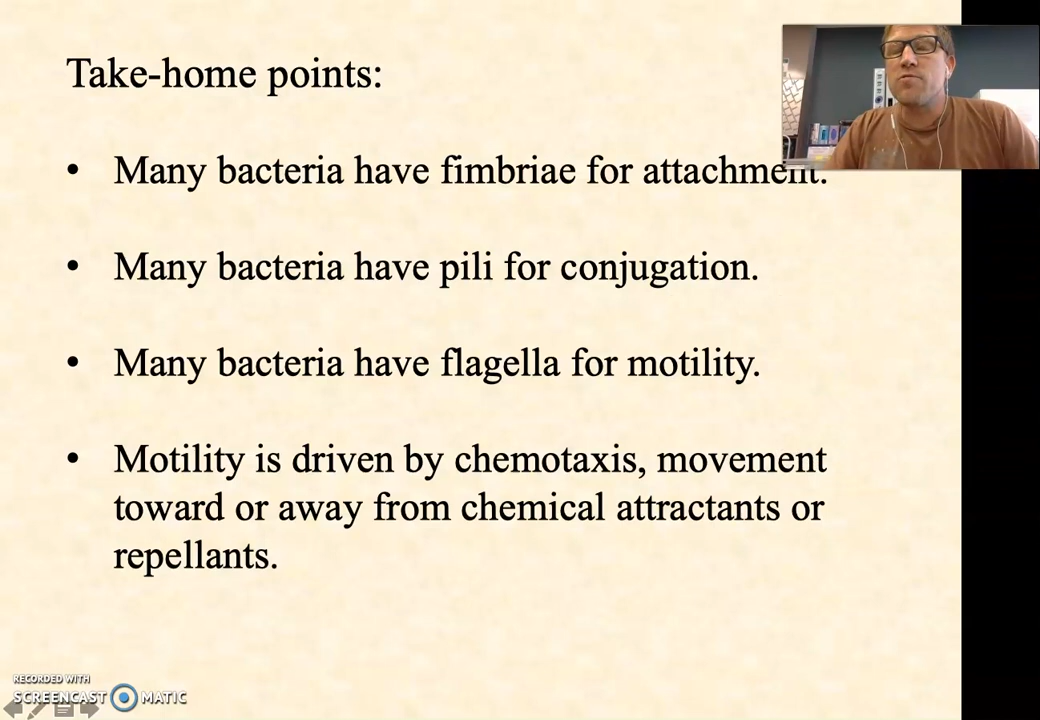 Take-home points:
• Many bacteria have fimbriae for attachment.
• Many bacteria have pili for conjugation.
• Many bacteria have flagella for motility.
• Motility is driven by chemotaxis, movement
toward or away from chemical attractants or
repellants.
RECORDED WITH
SCREENCAST MATIC